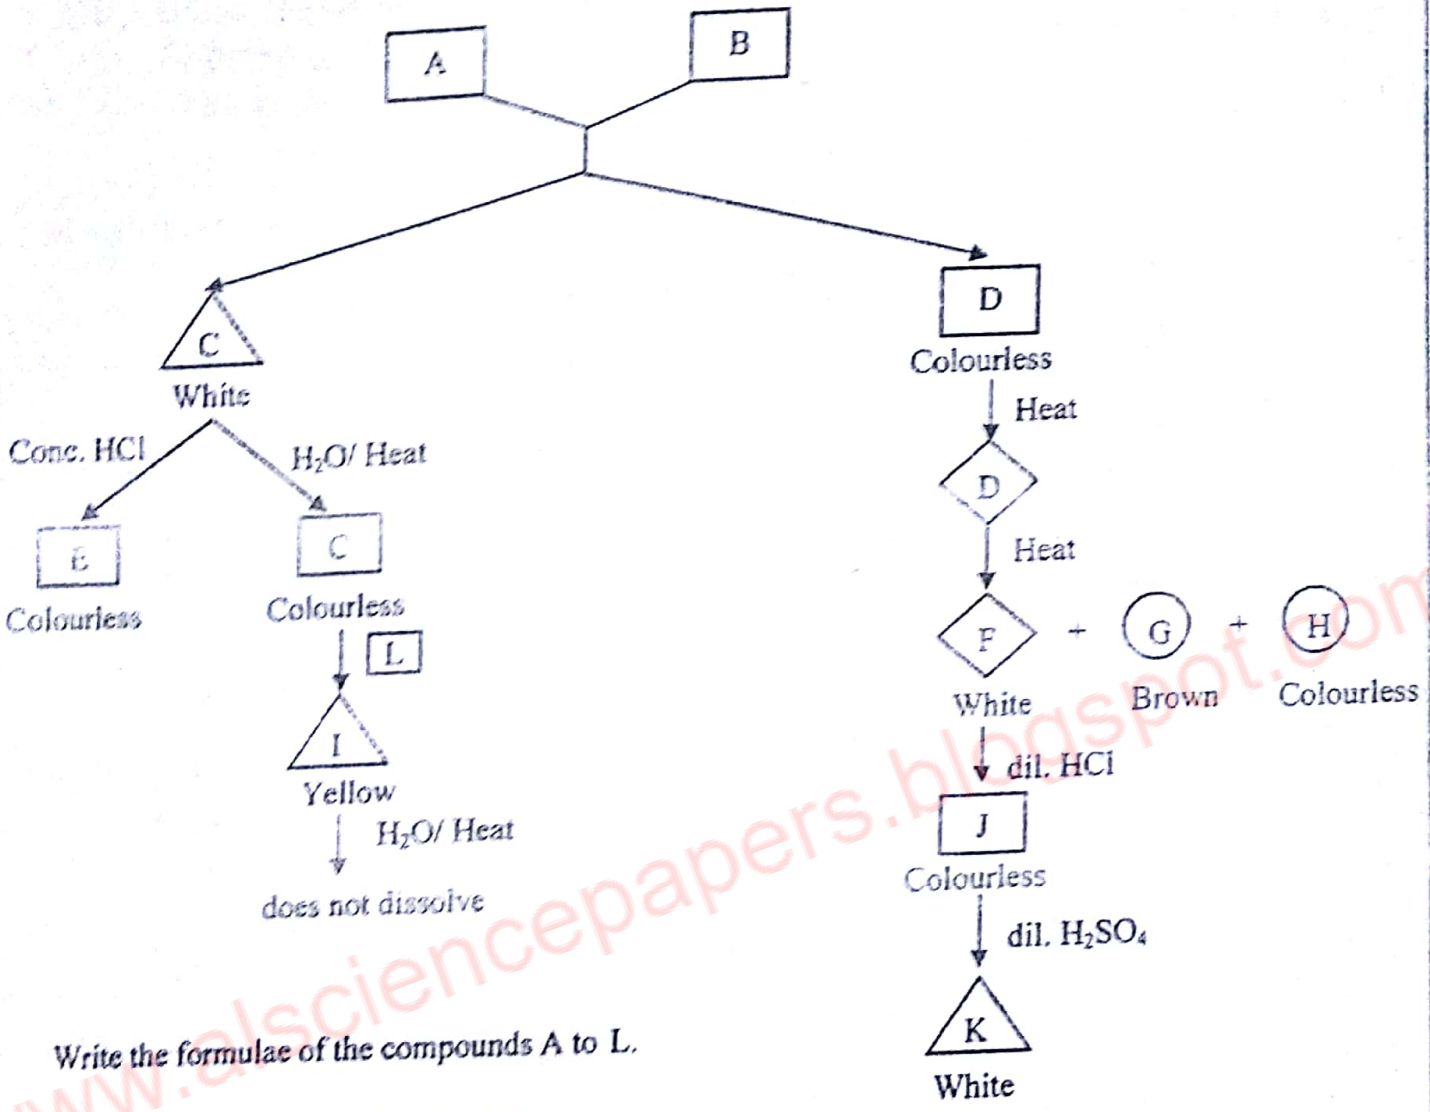 A
B
C
White
D
Colourless
Heat
Conc. HCl
H₂O/ Heat
D
E
Colourless
C
Colourless
Heat
L
F
+
G
+
H
White
Brown
Colourless
I
Yellow
dil. HCl
J
H₂O/ Heat
Colourless
does not dissolve
dil. H₂SO₄
K
White
Write the formulae of the compounds A to L.
www.alsciencepapers.blogspot.com